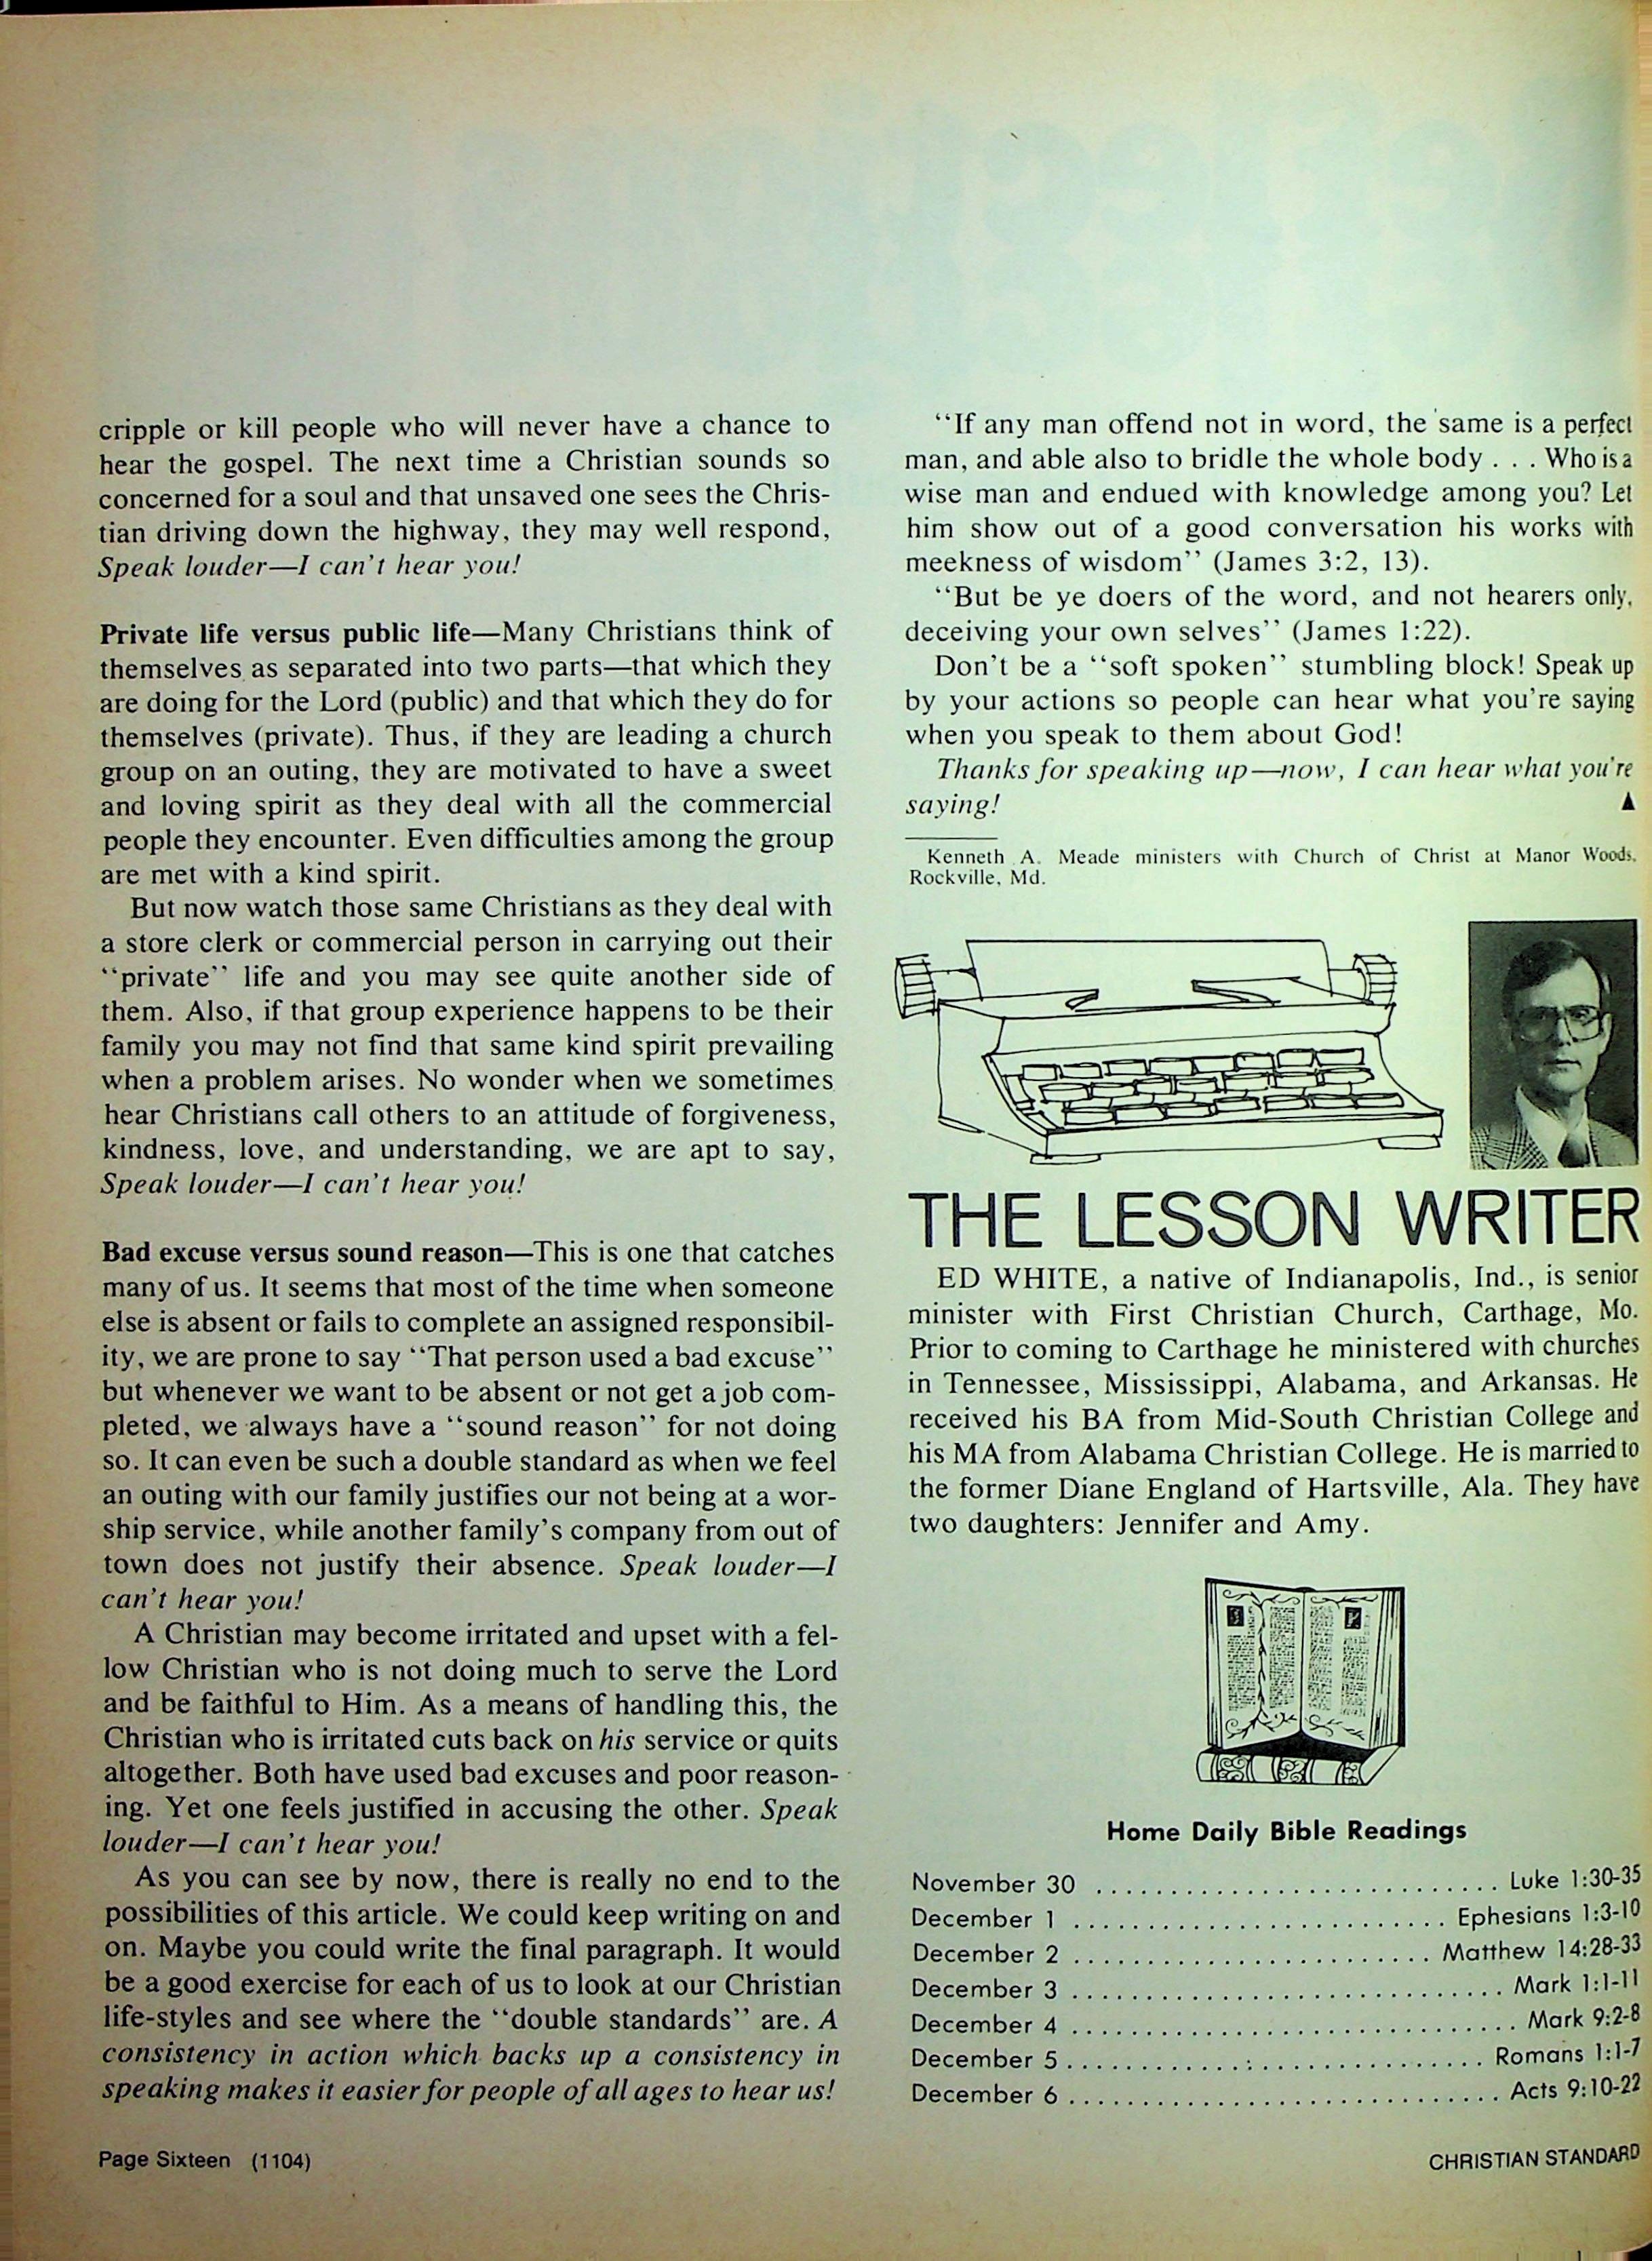 cripple or kill people who will never have a chance to
hear the gospel. The next time a Christian sounds so
concerned for a soul and that unsaved one sees the Chris-
tian driving down the highway, they may well respond,
Speak louder—I can't hear you!
Private life versus public life—Many Christians think of
themselves as separated into two parts—that which they
are doing for the Lord (public) and that which they do for
themselves (private). Thus, if they are leading a church
group on an outing, they are motivated to have a sweet
and loving spirit as they deal with all the commercial
people they encounter. Even difficulties among the group
are met with a kind spirit.
But now watch those same Christians as they deal with
a store clerk or commercial person in carrying out their
"private" life and you may see quite another side of
them. Also, if that group experience happens to be their
family you may not find that same kind spirit prevailing
when a problem arises. No wonder when we sometimes
hear Christians call others to an attitude of forgiveness,
kindness, love, and understanding, we are apt to say,
Speak louder—I can't hear you!
Bad excuse versus sound reason—This is one that catches
many of us. It seems that most of the time when someone
else is absent or fails to complete an assigned responsibil-
ity, we are prone to say "That person used a bad excuse"
but whenever we want to be absent or not get a job com-
pleted, we always have a "sound reason" for not doing
so. It can even be such a double standard as when we feel
an outing with our family justifies our not being at a wor-
ship service, while another family's company from out of
town does not justify their absence. Speak louder—I
can't hear you!
A Christian may become irritated and upset with a fel-
low Christian who is not doing much to serve the Lord
and be faithful to Him. As a means of handling this, the
Christian who is irritated cuts back on his service or quits
altogether. Both have used bad excuses and poor reason-
ing. Yet one feels justified in accusing the other. Speak
louder—I can't hear you!
As you can see by now, there is really no end to the
possibilities of this article. We could keep writing on and
on. Maybe you could write the final paragraph. It would
be a good exercise for each of us to look at our Christian
life-styles and see where the "double standards" are. A
consistency in action which backs up a consistency in
speaking makes it easier for people of all ages to hear us!
"If any man offend not in word, the same is a perfect
man, and able also to bridle the whole body . . . Who is a
wise man and endued with knowledge among you? Let
him show out of a good conversation his works with
meekness of wisdom" (James 3:2, 13).
"But be ye doers of the word, and not hearers only,
deceiving your own selves" (James 1:22).
Don't be a "soft spoken" stumbling block! Speak up
by your actions so people can hear what you're saying
when you speak to them about God!
Thanks for speaking up—now, I can hear what you're
saying! ▲
Kenneth A. Meade ministers with Church of Christ at Manor Woods,
Rockville, Md.
THE LESSON WRITER
ED WHITE, a native of Indianapolis, Ind., is senior
minister with First Christian Church, Carthage, Mo.
Prior to coming to Carthage he ministered with churches
in Tennessee, Mississippi, Alabama, and Arkansas. He
received his BA from Mid-South Christian College and
his MA from Alabama Christian College. He is married to
the former Diane England of Hartsville, Ala. They have
two daughters: Jennifer and Amy.
Home Daily Bible Readings
November 30 ............................ Luke 1:30-35
December 1 .......................... Ephesians 1:3-10
December 2 ......................... Matthew 14:28-33
December 3 .............................. Mark 1:1-11
December 4 ............................... Mark 9:2-8
December 5 ............................. Romans 1:1-7
December 6 .............................. Acts 9:10-22
Page Sixteen (1104)
CHRISTIAN STANDARD